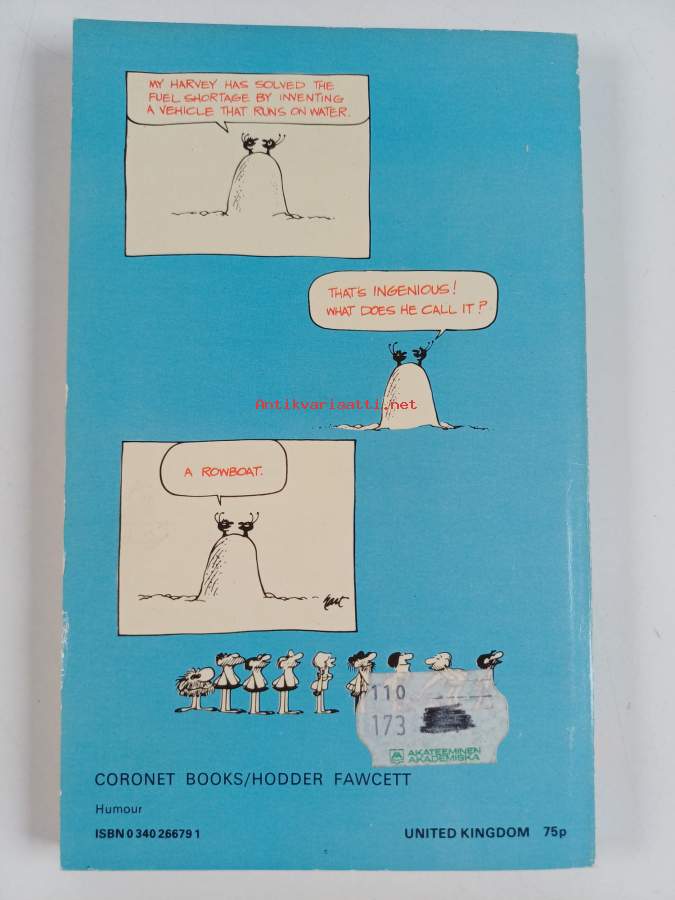 MY HARVEY HAS SOLVED THE
FUEL SHORTAGE BY INVENTING
A VEHICLE THAT RUNS ON WATER.
THAT'S INGENIOUS!
WHAT DOES HE CALL IT?
Antikvariaatti.net
A ROWBOAT.
hart
110
173
AKATEEMINEN
AKADEMISKA
CORONET BOOKS/HODDER FAWCETT
Humour
ISBN 0 340 26679 1
UNITED KINGDOM 75p